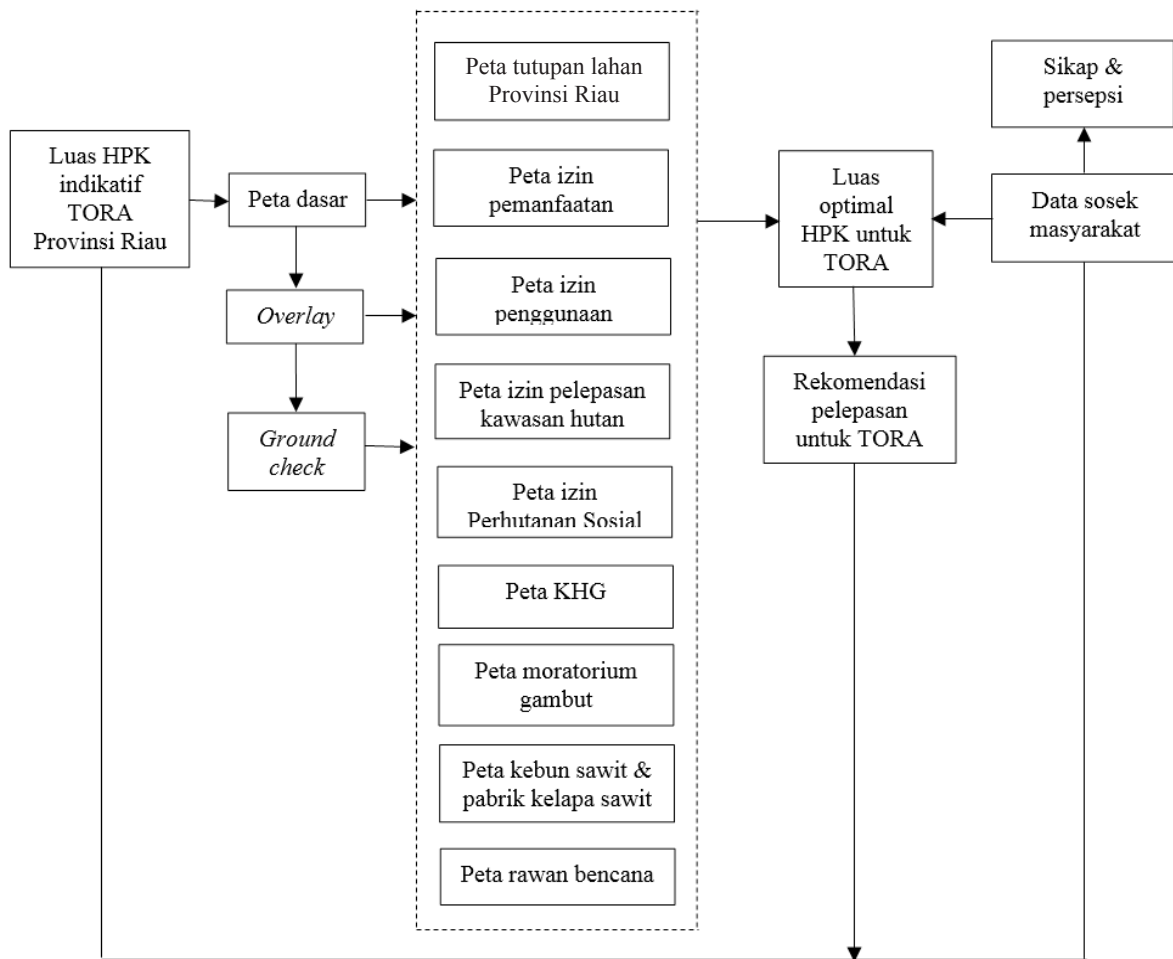 Luas HPK
indikatif
TORA
Provinsi Riau
Peta dasar
Overlay
Ground
check
Peta tutupan lahan
Provinsi Riau
Peta izin
pemanfaatan
Peta izin
penggunaan
Peta izin pelepasan
kawasan hutan
Peta izin
Perhutanan Sosial
Peta KHG
Peta moratorium
gambut
Peta kebun sawit &
pabrik kelapa sawit
Peta rawan bencana
Luas
optimal
HPK untuk
TORA
Rekomendasi
pelepasan
untuk TORA
Sikap &
persepsi
Data sosek
masyarakat